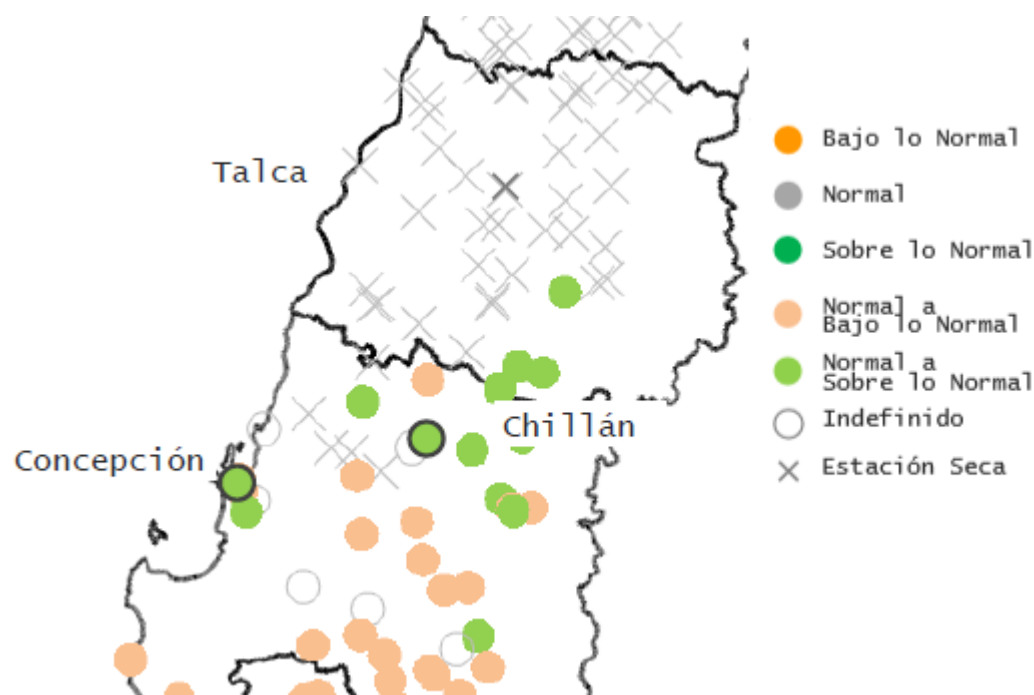 Talca
Chillán
Concepción
Bajo lo Normal
Normal
Sobre lo Normal
Normal a
Bajo lo Normal
Normal a
Sobre lo Normal
Indefinido
Estación Seca